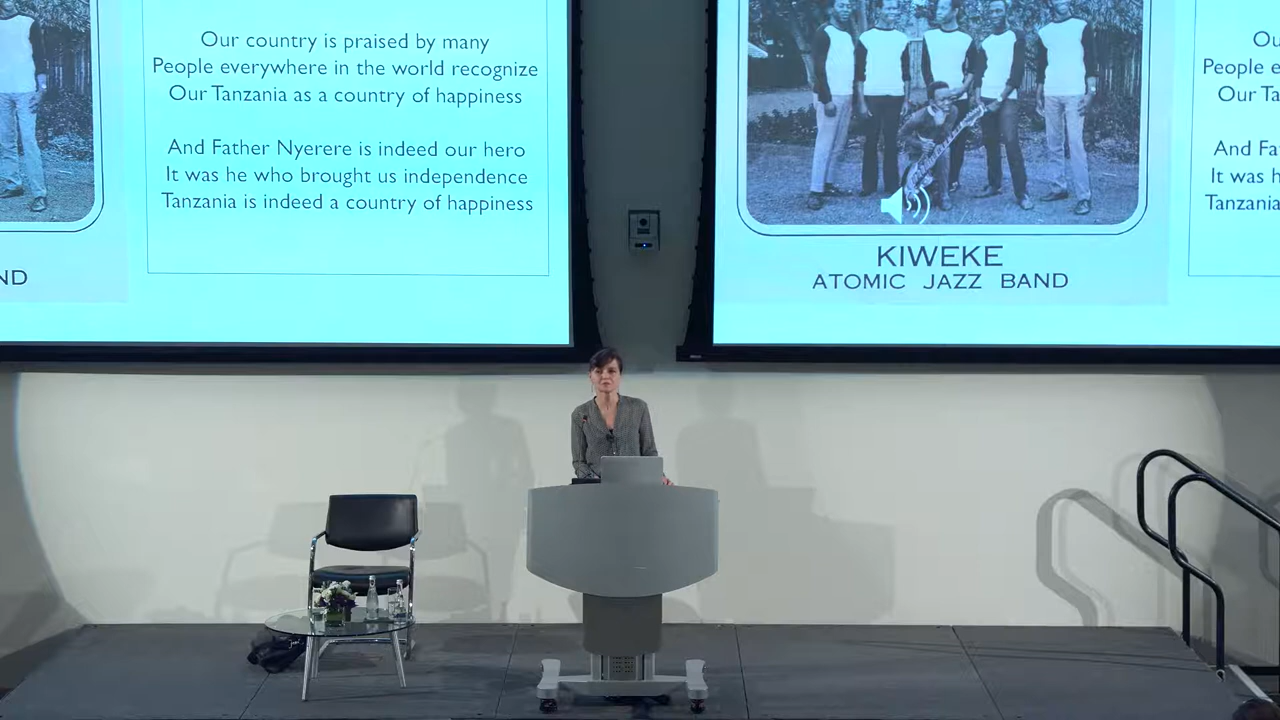 ND
Our country is praised by many
People everywhere in the world recognize
Our Tanzania as a country of happiness
And Father Nyerere is indeed our hero
It was he who brought us independence
Tanzania is indeed a country of happiness
KIWEKE
ATOMIC JAZZ BAND
Ou
People e
Our Ta
And Fa
It was h
Tanzania